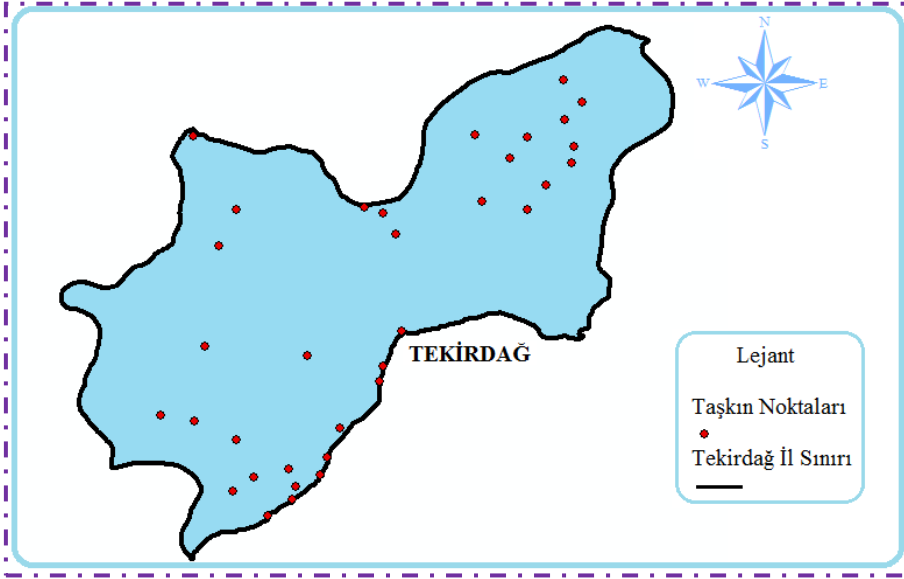 N
W E
S
TEKİRDAĞ
Lejant
Taşkın Noktaları
Tekirdağ İl Sınırı